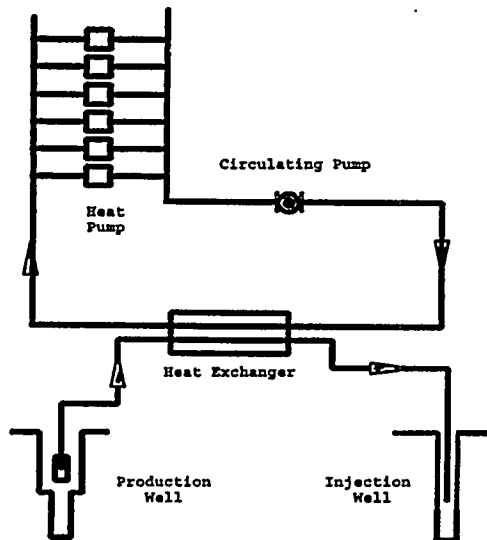 Circulating Pump
Heat
Pump
Heat Exchanger
Production
Well
Injection
Well